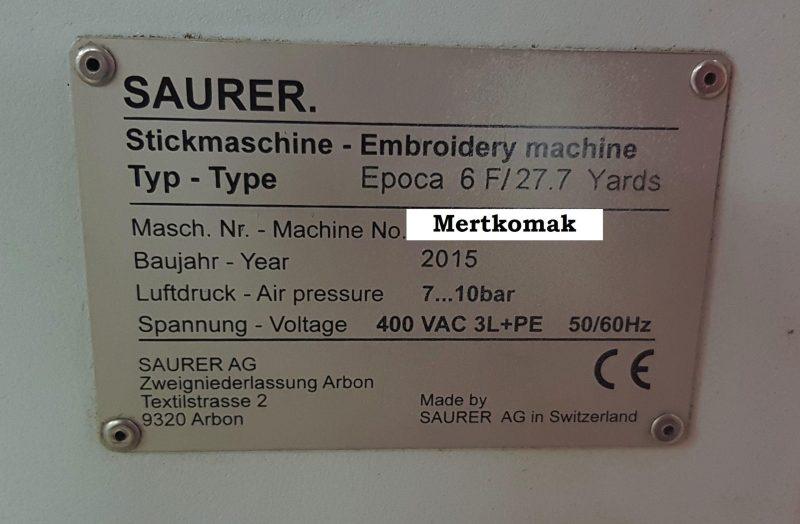 SAURER.
Stickmaschine - Embroidery machine
Typ - Type Epoca 6 F/27.7 Yards
Masch. Nr. - Machine No. Mertkomak
Baujahr - Year 2015
Luftdruck - Air pressure 7...10bar
Spannung - Voltage 400 VAC 3L+PE 50/60Hz
SAURER AG
Zweigniederlassung Arbon
Textilstrasse 2
9320 Arbon
CE
Made by
SAURER AG in Switzerland